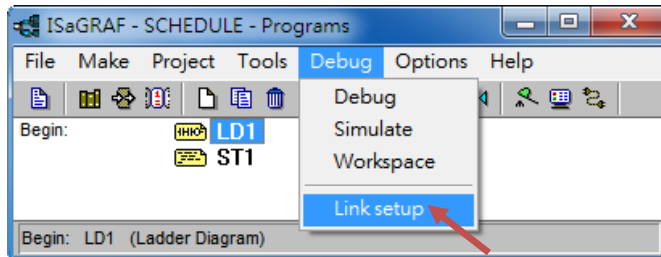 ISaGRAF - SCHEDULE - Programs
File Make Project Tools Debug Options Help
Begin: LD1
ST1
Debug
Simulate
Workspace
Link setup
Begin: LD1 (Ladder Diagram)